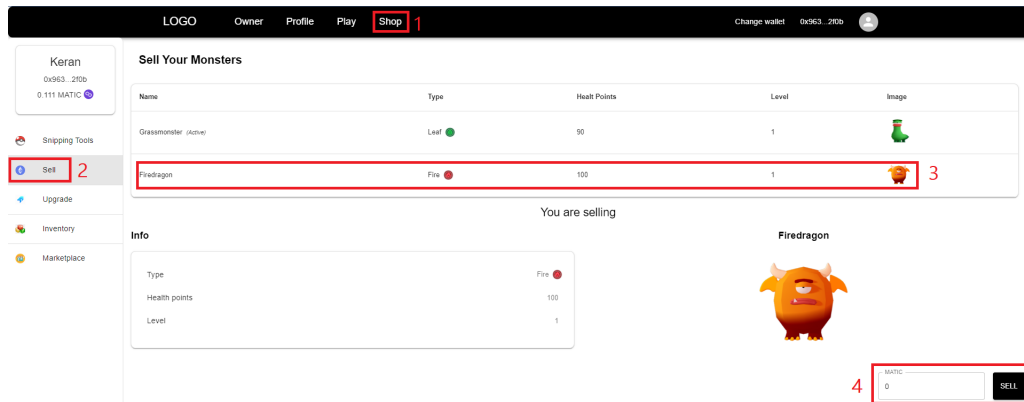 LOGO Owner Profile Play Shop 1 Change wallet 0x963...2f0b
Keran
0x963...2f0b
0.111 MATIC
Snipping Tools
Sell 2
Upgrade
Inventory
Marketplace
Sell Your Monsters
Name Type Healt Points Level Image
Grassmonster (Active) Leaf 90 1
Firedragon Fire 100 1 3
You are selling
Info
Type Fire
Health points 100
Level 1
Firedragon
4
MATIC
0
SELL